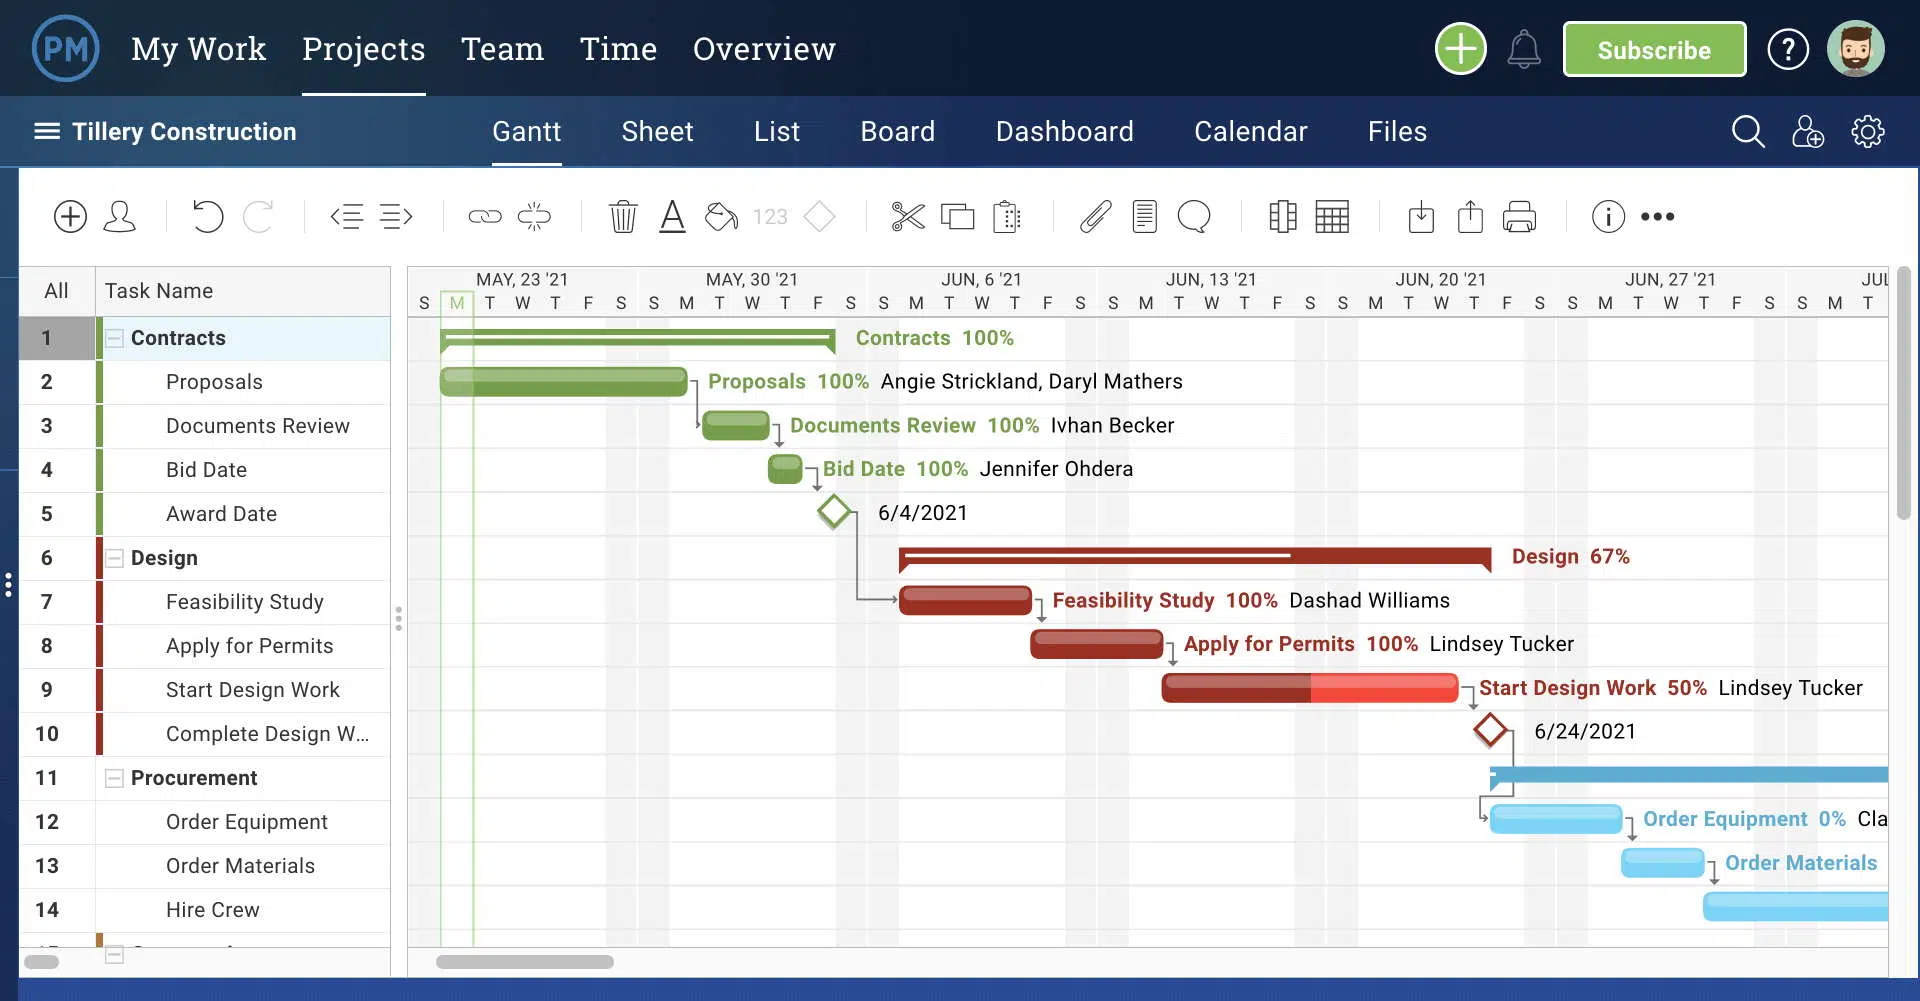 PM My Work Projects Team Time Overview Subscribe ?
Tillery Construction Gantt Sheet List Board Dashboard Calendar Files
A 123 i
All Task Name MAY, 23 '21 MAY, 30 '21 JUN, 6 '21 JUN, 13 '21 JUN, 20 '21 JUN, 27 '21 JUL
S M T W T F S S M T W T F S S M T W T F S S M T W T F S S M T W T F S S M T W T F S S M T
1 Contracts Contracts 100%
2 Proposals Proposals 100% Angie Strickland, Daryl Mathers
3 Documents Review Documents Review 100% Ivhan Becker
4 Bid Date Bid Date 100% Jennifer Ohdera
5 Award Date 6/4/2021
6 Design Design 67%
7 Feasibility Study Feasibility Study 100% Dashad Williams
8 Apply for Permits Apply for Permits 100% Lindsey Tucker
9 Start Design Work Start Design Work 50% Lindsey Tucker
10 Complete Design W... 6/24/2021
11 Procurement
12 Order Equipment Order Equipment 0% Cla
13 Order Materials Order Materials
14 Hire Crew